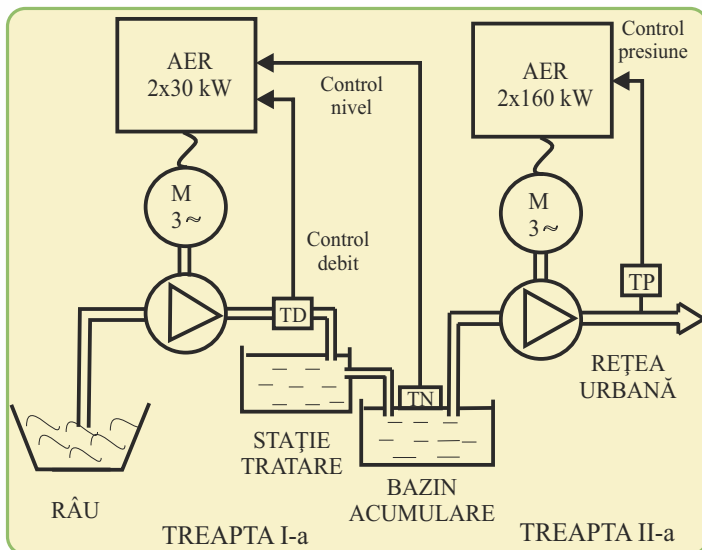 AER
2x30 kW
Control
nivel
Control
presiune
AER
2x160 kW
M
3~
Control
debit
M
3~
TD
TP
TN
REȚEA
URBANĂ
STAȚIE
TRATARE
BAZIN
ACUMULARE
RÂU
TREAPTA I-a
TREAPTA II-a